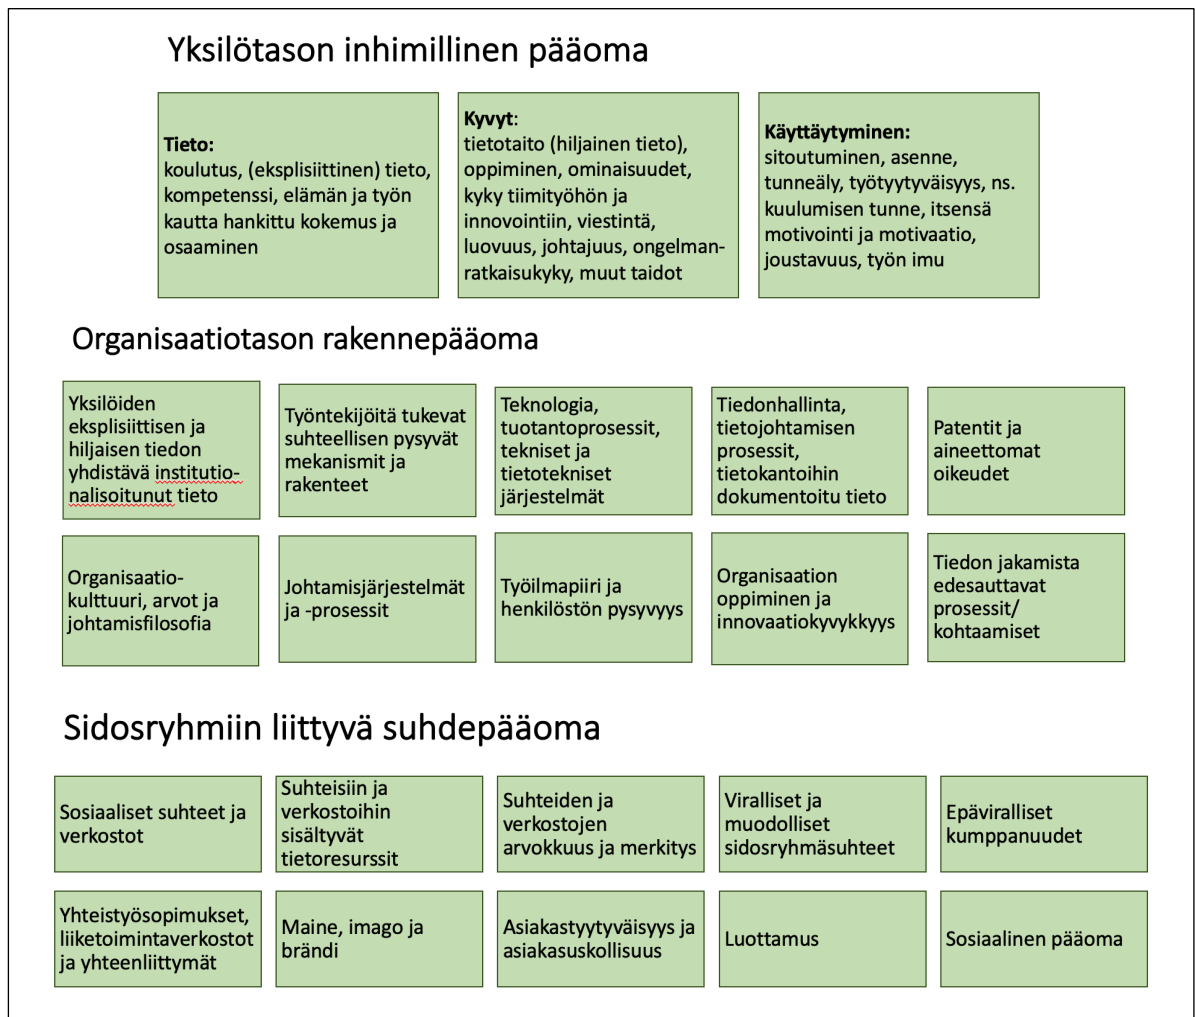 Yksilötason inhimillinen pääoma
Tieto:
koulutus, (eksplisiittinen) tieto,
kompetenssi, elämän ja työn
kautta hankittu kokemus ja
osaaminen
Kyvyt:
tietotaito (hiljainen tieto),
oppiminen, ominaisuudet,
kyky tiimityöhön ja
innovointiin, viestintä,
luovuus, johtajuus, ongelman-
ratkaisukyky, muut taidot
Käyttäytyminen:
sitoutuminen, asenne,
tunneäly, työtyytyväisyys, ns.
kuulumisen tunne, itsensä
motivointi ja motivaatio,
joustavuus, työn imu
Organisaatiotason rakennepääoma
Yksilöiden
eksplisiittisen ja
hiljaisen tiedon
yhdistävä institutio-
nalisoitunut tieto
Työntekijöitä tukevat
suhteellisen pysyvät
mekanismit ja
rakenteet
Teknologia,
tuotantoprosessit,
tekniset ja
tietotekniset
järjestelmät
Tiedonhallinta,
tietojohtamisen
prosessit,
tietokantoihin
dokumentoitu tieto
Patentit ja
aineettomat
oikeudet
Organisaatio-
kulttuuri, arvot ja
johtamisfilosofia
Johtamisjärjestelmät
ja -prosessit
Työilmapiiri ja
henkilöstön pysyvyys
Organisaation
oppiminen ja
innovaatiokyvykkyys
Tiedon jakamista
edesauttavat
prosessit/
kohtaamiset
Sidosryhmiin liittyvä suhdepääoma
Sosiaaliset suhteet ja
verkostot
Suhteisiin ja
verkostoihin
sisältyvät
tietoresurssit
Suhteiden ja
verkostojen
arvokkuus ja merkitys
Viralliset ja
muodolliset
sidosryhmäsuhteet
Epäviralliset
kumppanuudet
Yhteistyösopimukset,
liiketoimintaverkostot
ja yhteenliittymät
Maine, imago ja
brändi
Asiakastyytyväisyys ja
asiakasuskollisuus
Luottamus
Sosiaalinen pääoma